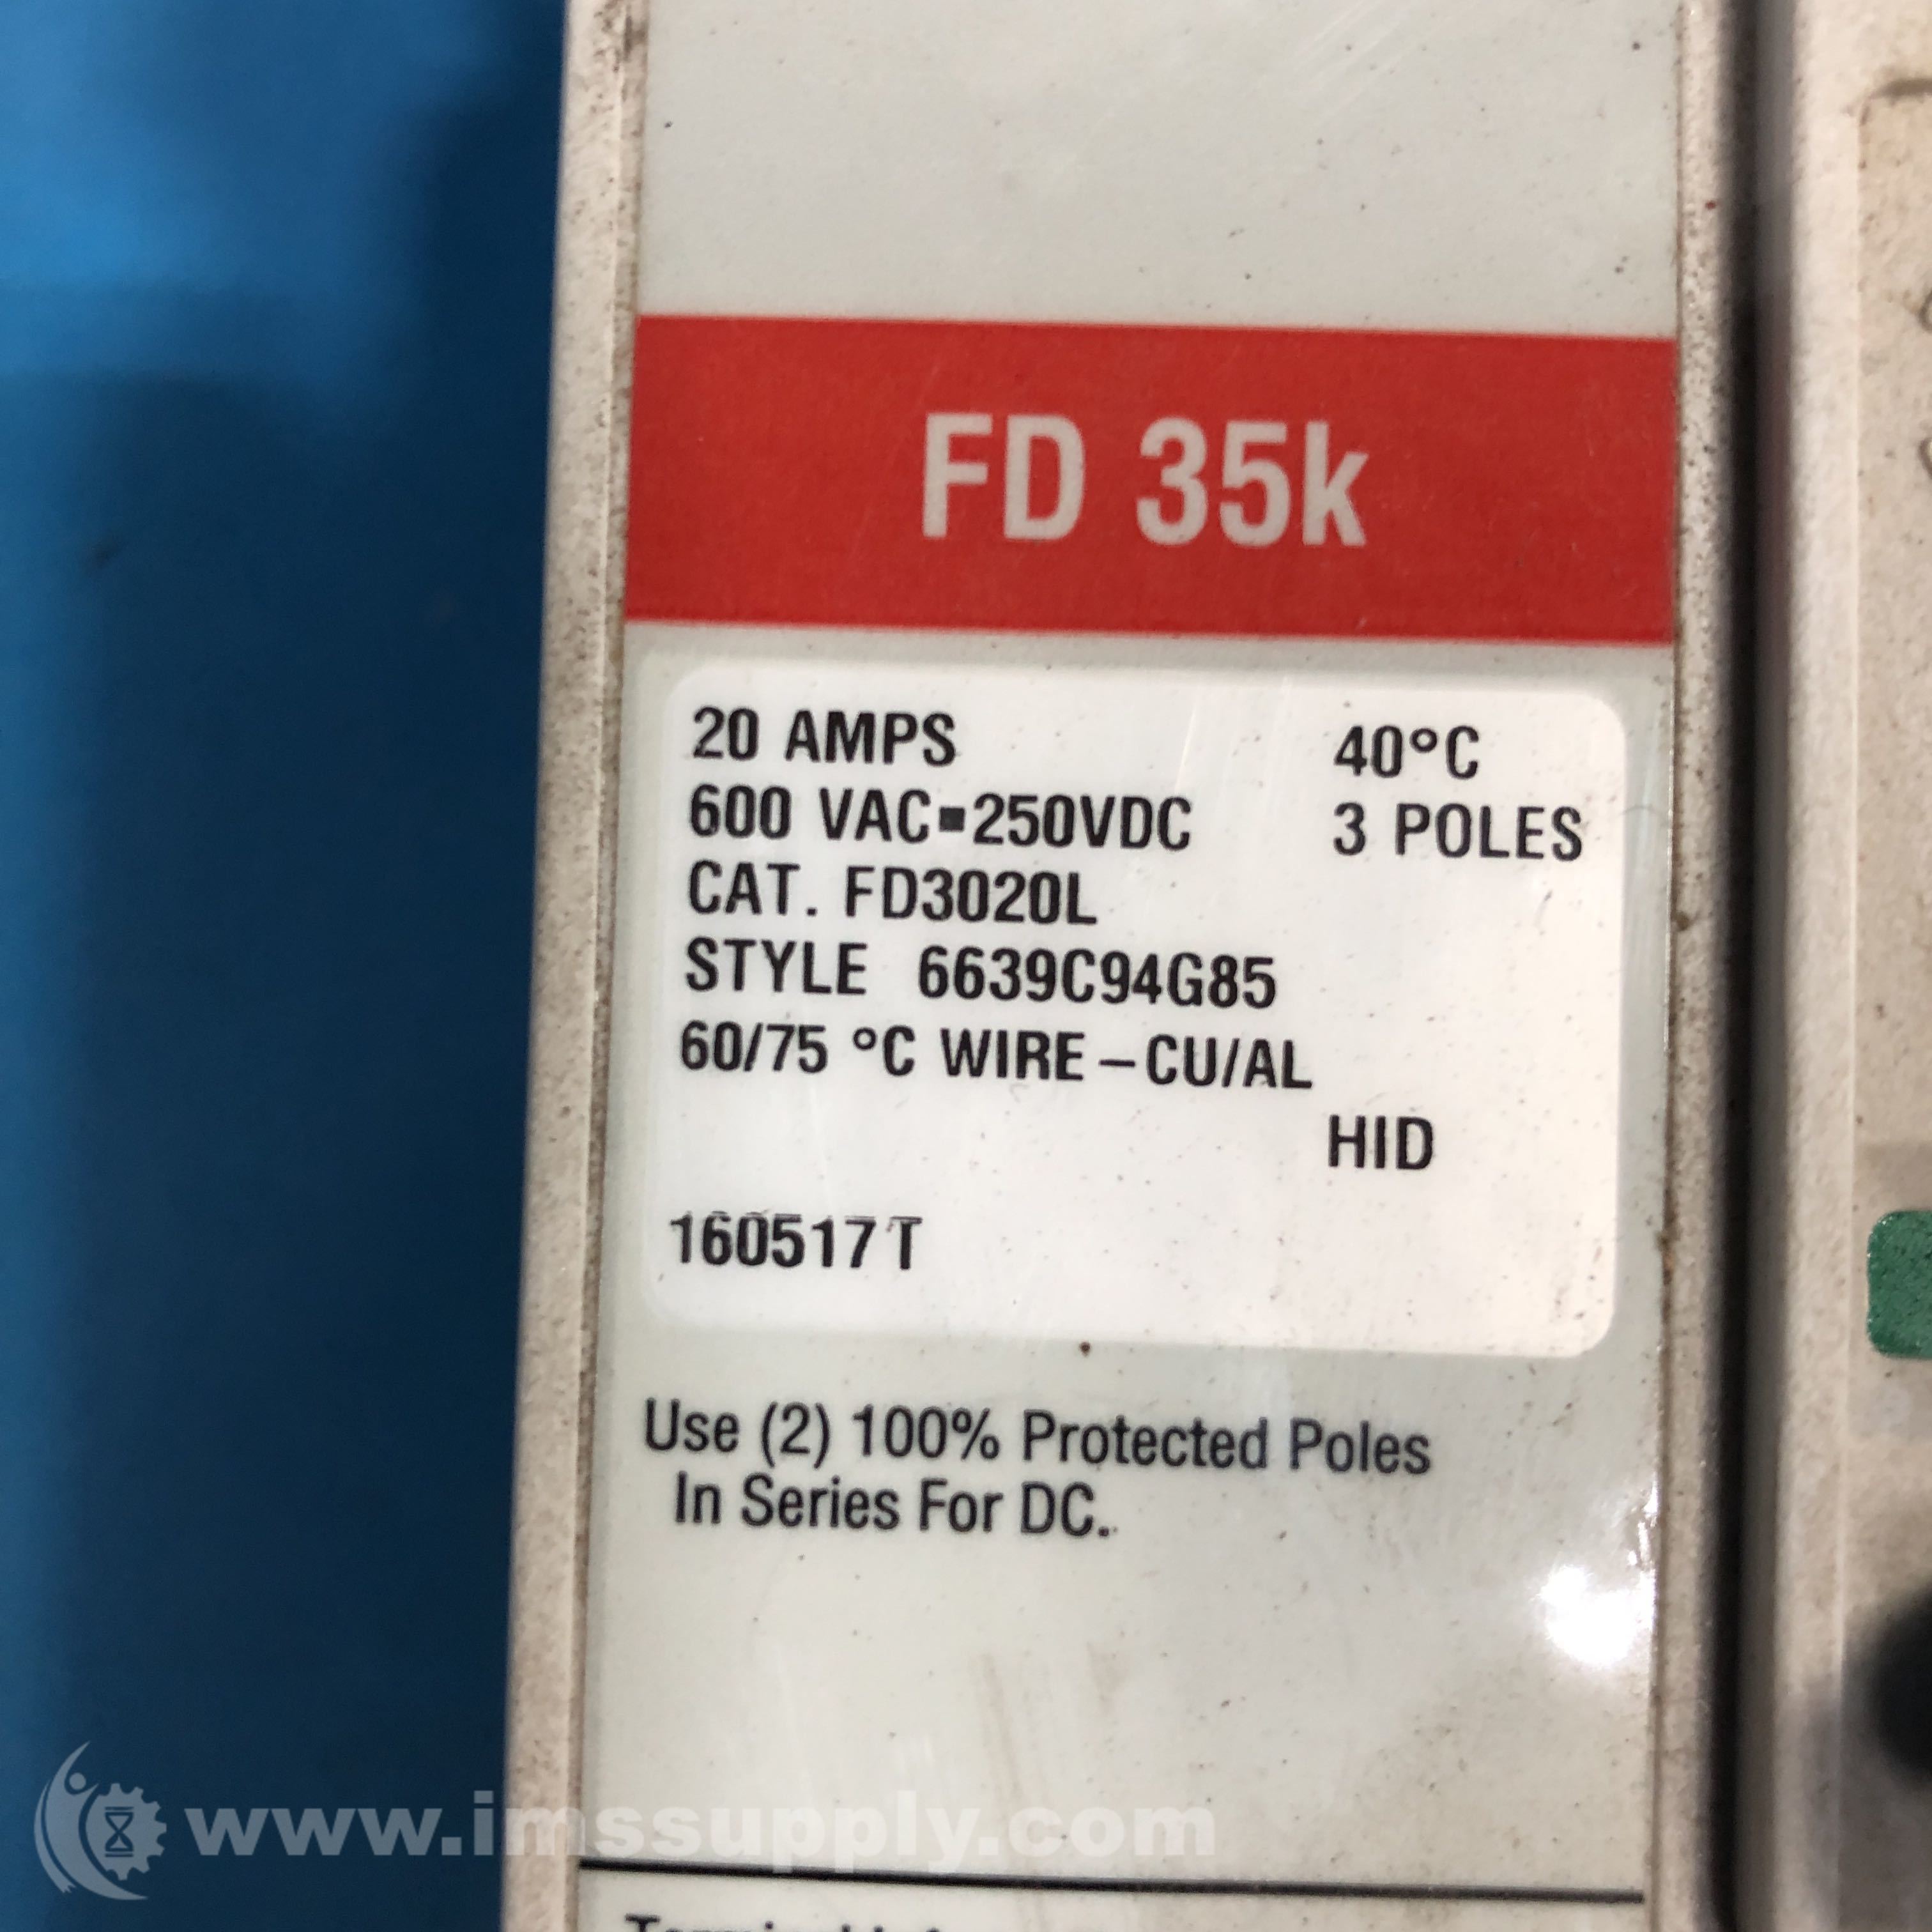 FD 35k
20 AMPS 40°C
600 VAC▪250VDC 3 POLES
CAT. FD3020L
STYLE 6639C94G85
60/75 °C WIRE–CU/AL
HID
160517T
Use (2) 100% Protected Poles
In Series For DC.
www.imssupply.com